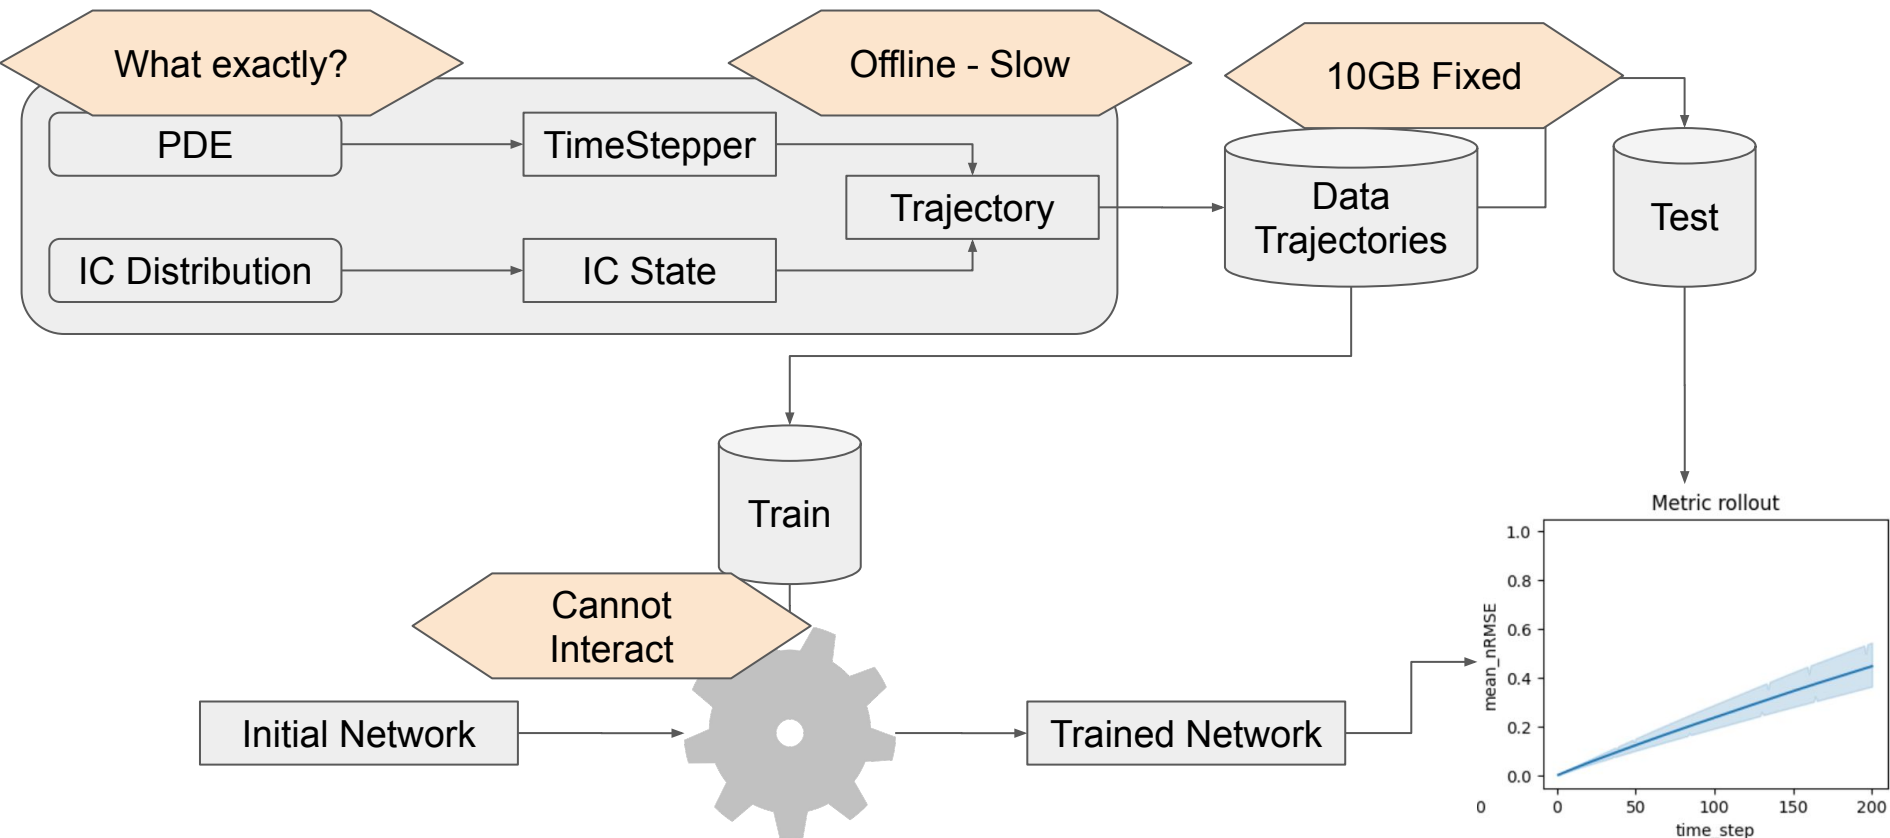 What exactly?
Offline - Slow
10GB Fixed
PDE
TimeStepper
Trajectory
IC Distribution
IC State
Data
Trajectories
Test
Train
Cannot
Interact
Initial Network
Trained Network
Metric rollout
mean_nRMSE
1.0
0.8
0.6
0.4
0.2
0.0
0
0
50
100
150
200
time_step